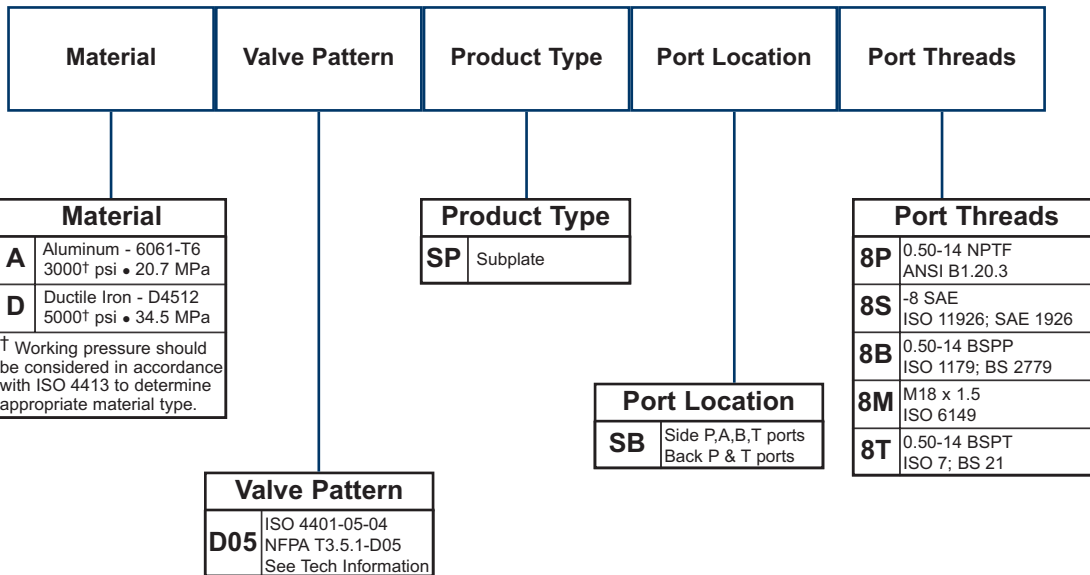 Material
Valve Pattern
Product Type
Port Location
Port Threads
Material
A
Aluminum - 6061-T6
3000† psi • 20.7 MPa
D
Ductile Iron - D4512
5000† psi • 34.5 MPa
† Working pressure should
be considered in accordance
with ISO 4413 to determine
appropriate material type.
Valve Pattern
D05
ISO 4401-05-04
NFPA T3.5.1-D05
See Tech Information
Product Type
SP
Subplate
Port Location
SB
Side P,A,B,T ports
Back P & T ports
Port Threads
8P
0.50-14 NPTF
ANSI B1.20.3
8S
-8 SAE
ISO 11926; SAE 1926
8B
0.50-14 BSPP
ISO 1179; BS 2779
8M
M18 x 1.5
ISO 6149
8T
0.50-14 BSPT
ISO 7; BS 21